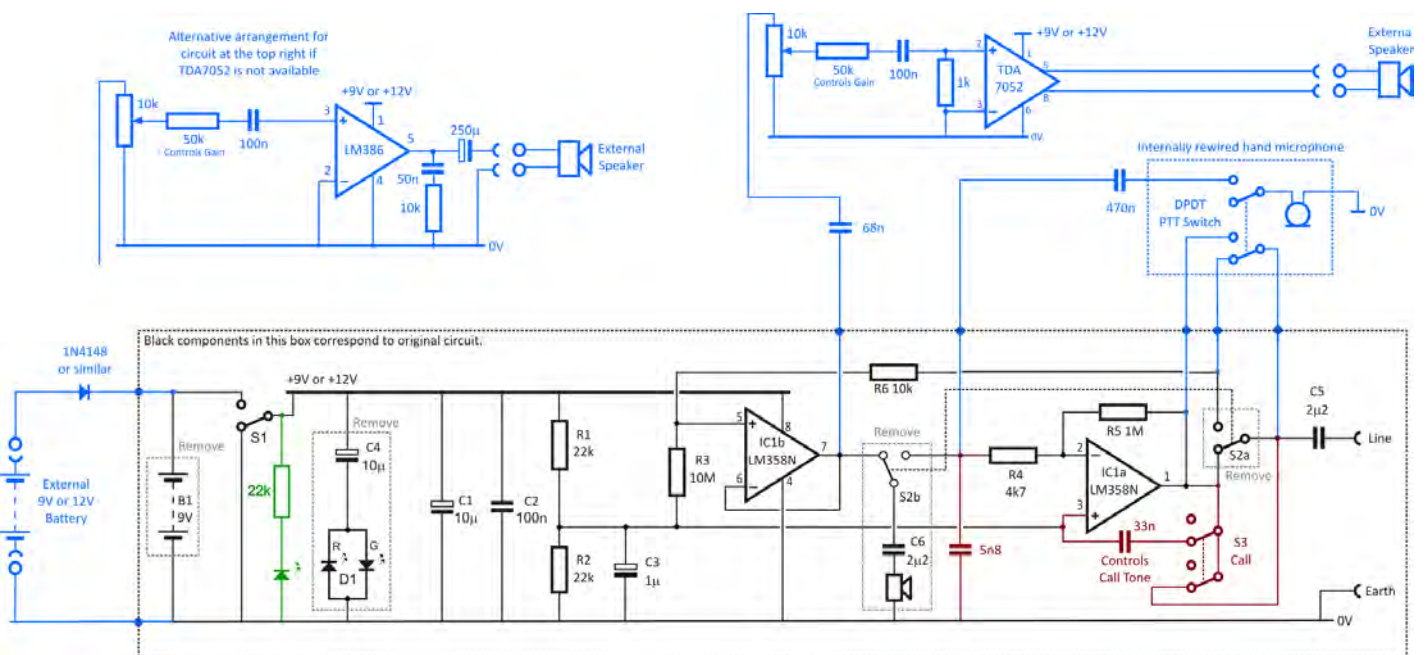 Alternative arrangement for
circuit at the top right if
TDA7052 is not available
+9V or +12V
10k
50k
Controls Gain
100n
3
+
1
LM386
5
2
−
4
250µ
50n
10k
External
Speaker
0V
10k
50k
Controls Gain
100n
1k
+9V or +12V
2
+
1
TDA
7052
5
8
3
−
6
0V
External
Speaker
Internally rewired hand microphone
470n
DPDT
PTT Switch
0V
68n
Black components in this box correspond to original circuit.
1N4148
or similar
External
9V or 12V
Battery
Remove
B1
9V
S1
+9V or +12V
22k
Remove
C4
10µ
R
G
D1
C1
10µ
C2
100n
R1
22k
R2
22k
C3
1µ
R3
10M
R6 10k
5
+
8
IC1b
LM358N
7
6
−
4
Remove
S2b
C6
2µ2
5n8
R4
4k7
R5 1M
2
−
IC1a
LM358N
1
3
+
33n
Controls
Call Tone
S3
Call
S2a
Remove
C5
2µ2
Line
Earth
0V